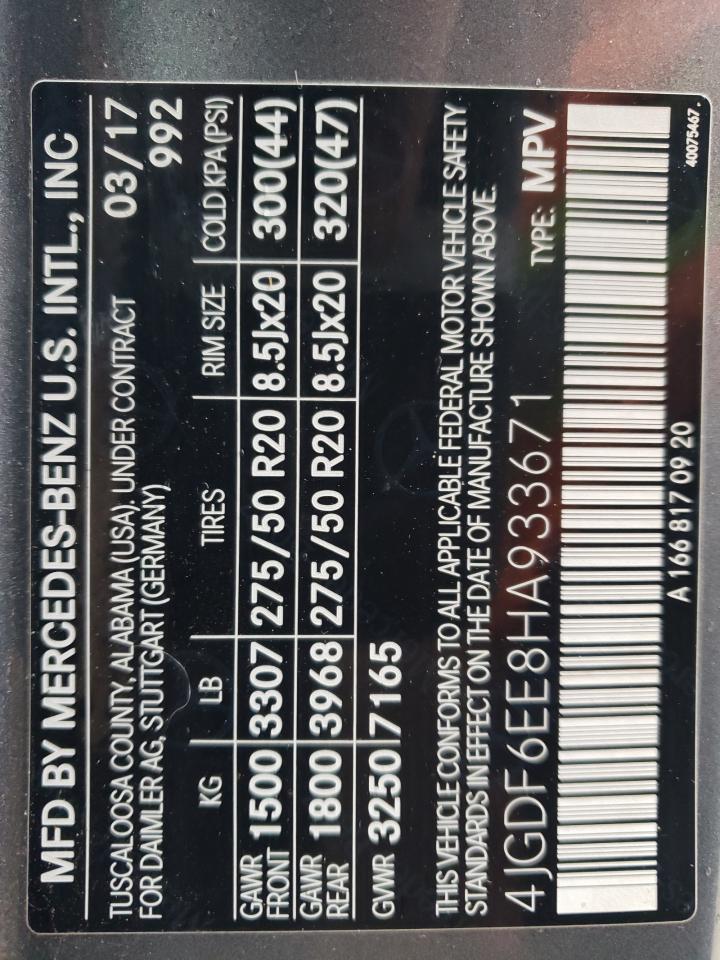 MFD BY MERCEDES-BENZ U.S. INTL., INC
TUSCALOOSA COUNTY, ALABAMA (USA), UNDER CONTRACT 03/17
FOR DAIMLER AG, STUTTGART (GERMANY) 992
KG LB TIRES RIM SIZE COLD KPA (PSI)
GAWR FRONT 1500 3307 275/50 R20 8.5Jx20 300(44)
GAWR REAR 1800 3968 275/50 R20 8.5Jx20 320(47)
GVWR 3250 7165
THIS VEHICLE CONFORMS TO ALL APPLICABLE FEDERAL MOTOR VEHICLE SAFETY
STANDARDS IN EFFECT ON THE DATE OF MANUFACTURE SHOWN ABOVE.
4JGDF6EE8HA933671 TYPE: MPV
A 166 817 09 20
40075467.